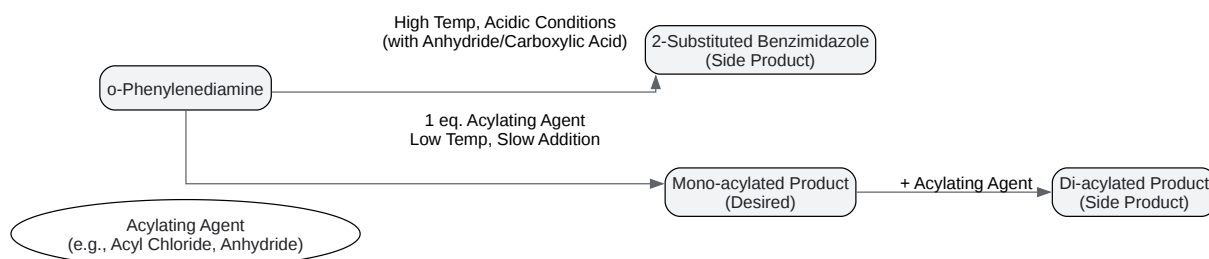 High Temp, Acidic Conditions
(with Anhydride/Carboxylic Acid)
2-Substituted Benzimidazole
(Side Product)
o-Phenylenediamine
1 eq. Acylating Agent
Low Temp, Slow Addition
Mono-acylated Product
(Desired)
+ Acylating Agent
Di-acylated Product
(Side Product)
Acylating Agent
(e.g., Acyl Chloride, Anhydride)